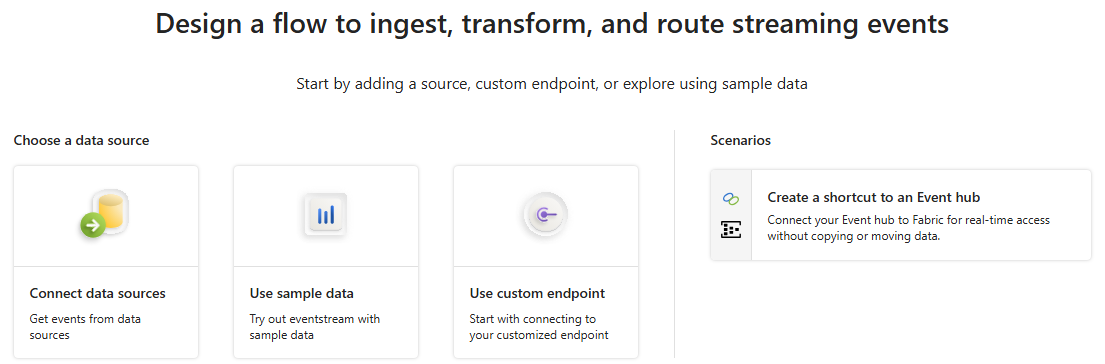 Design a flow to ingest, transform, and route streaming events
Start by adding a source, custom endpoint, or explore using sample data
Choose a data source
Connect data sources
Get events from data
sources
Use sample data
Try out eventstream with
sample data
Use custom endpoint
Start with connecting to
your customized endpoint
Scenarios
Create a shortcut to an Event hub
Connect your Event hub to Fabric for real-time access
without copying or moving data.